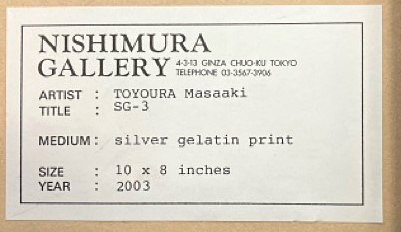 NISHIMURA
GALLERY 4-3-13 GINZA CHUO-KU TOKYO
TELEPHONE 03-3567-3906
ARTIST : TOYOURA Masaaki
TITLE : SG-3
MEDIUM : silver gelatin print
SIZE : 10 x 8 inches
YEAR : 2003